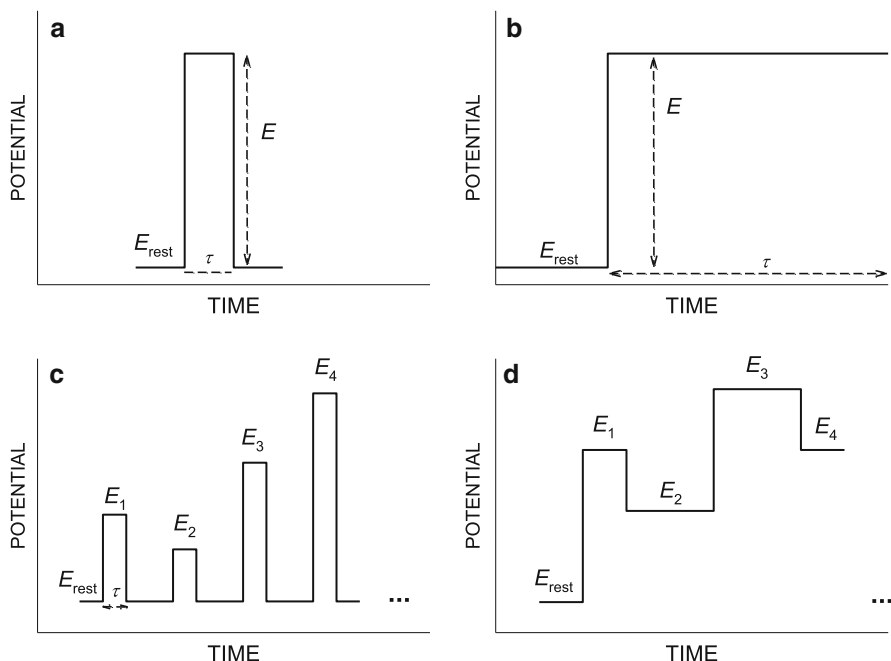 a
POTENTIAL
E
E_rest
τ
TIME
b
POTENTIAL
E
E_rest
τ
TIME
c
POTENTIAL
E_4
E_3
E_1
E_2
E_rest
τ
...
TIME
d
POTENTIAL
E_3
E_1
E_4
E_2
E_rest
...
TIME